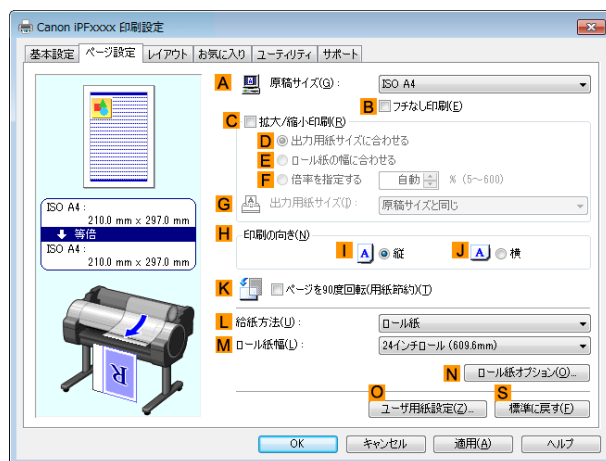 Canon iPFxxxx 印刷設定
基本設定 ページ設定 レイアウト お気に入り ユーティリティ サポート
A 原稿サイズ(G) : ISO A4
B フチなし印刷(E)
C 拡大/縮小印刷(R)
D 出力用紙サイズに合わせる
E ロール紙の幅に合わせる
F 倍率を指定する 自動 % (5～600)
G A 出力用紙サイズ(I) : 原稿サイズと同じ
ISO A4 :
210.0 mm x 297.0 mm
等倍
ISO A4 :
210.0 mm x 297.0 mm
H 印刷の向き(N)
I A 縦 J A 横
K ページを90度回転(用紙節約)(T)
L 給紙方法(U) : ロール紙
M ロール紙幅(L) : 24インチロール (609.6mm)
R
N ロール紙オプション(O)...
O S
ユーザ用紙設定(Z)... 標準に戻す(F)
OK キャンセル 適用(A) ヘルプ